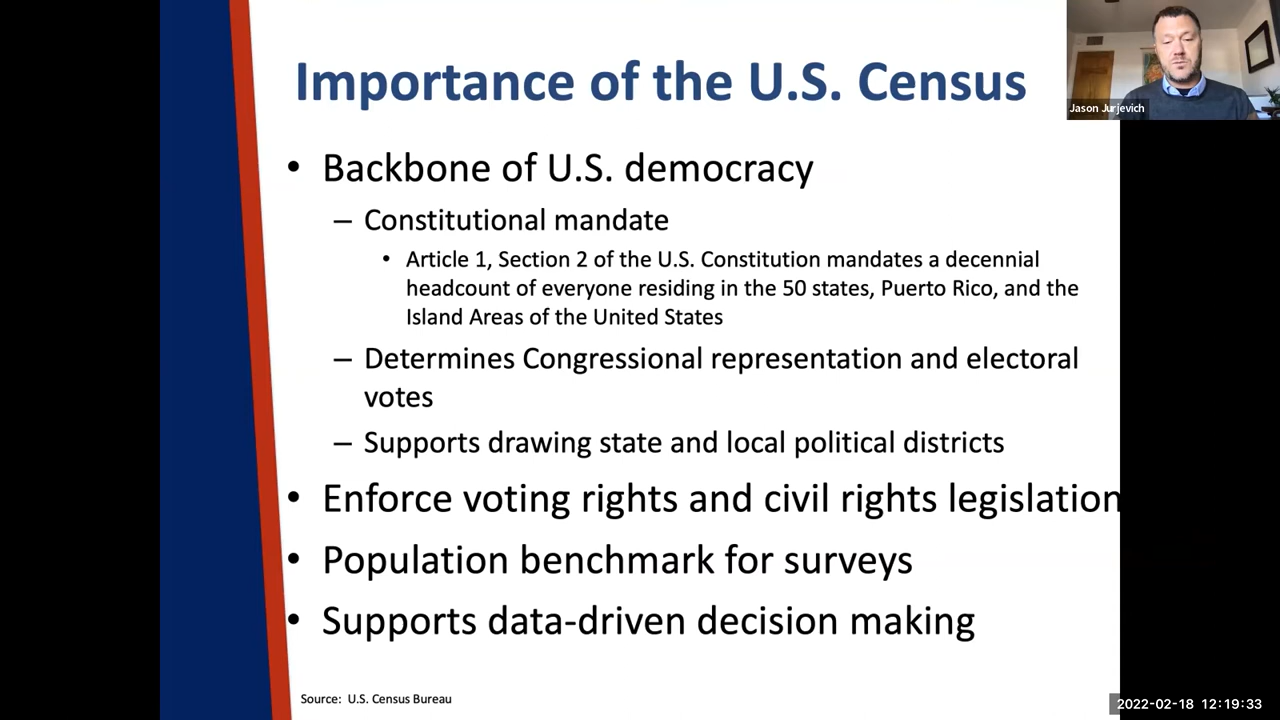 Importance of the U.S. Census
Jason Jurjevich
• Backbone of U.S. democracy
– Constitutional mandate
• Article 1, Section 2 of the U.S. Constitution mandates a decennial
headcount of everyone residing in the 50 states, Puerto Rico, and the
Island Areas of the United States
– Determines Congressional representation and electoral
votes
– Supports drawing state and local political districts
• Enforce voting rights and civil rights legislation
• Population benchmark for surveys
• Supports data-driven decision making
Source: U.S. Census Bureau
2022-02-18 12:19:33